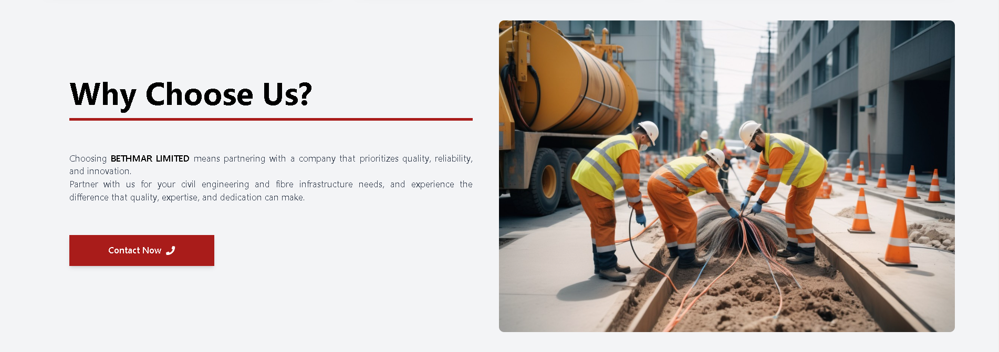 Why Choose Us?
Choosing BETHMAR LIMITED means partnering with a company that prioritizes quality, reliability,
and innovation.
Partner with us for your civil engineering and fibre infrastructure needs, and experience the
difference that quality, expertise, and dedication can make.
Contact Now